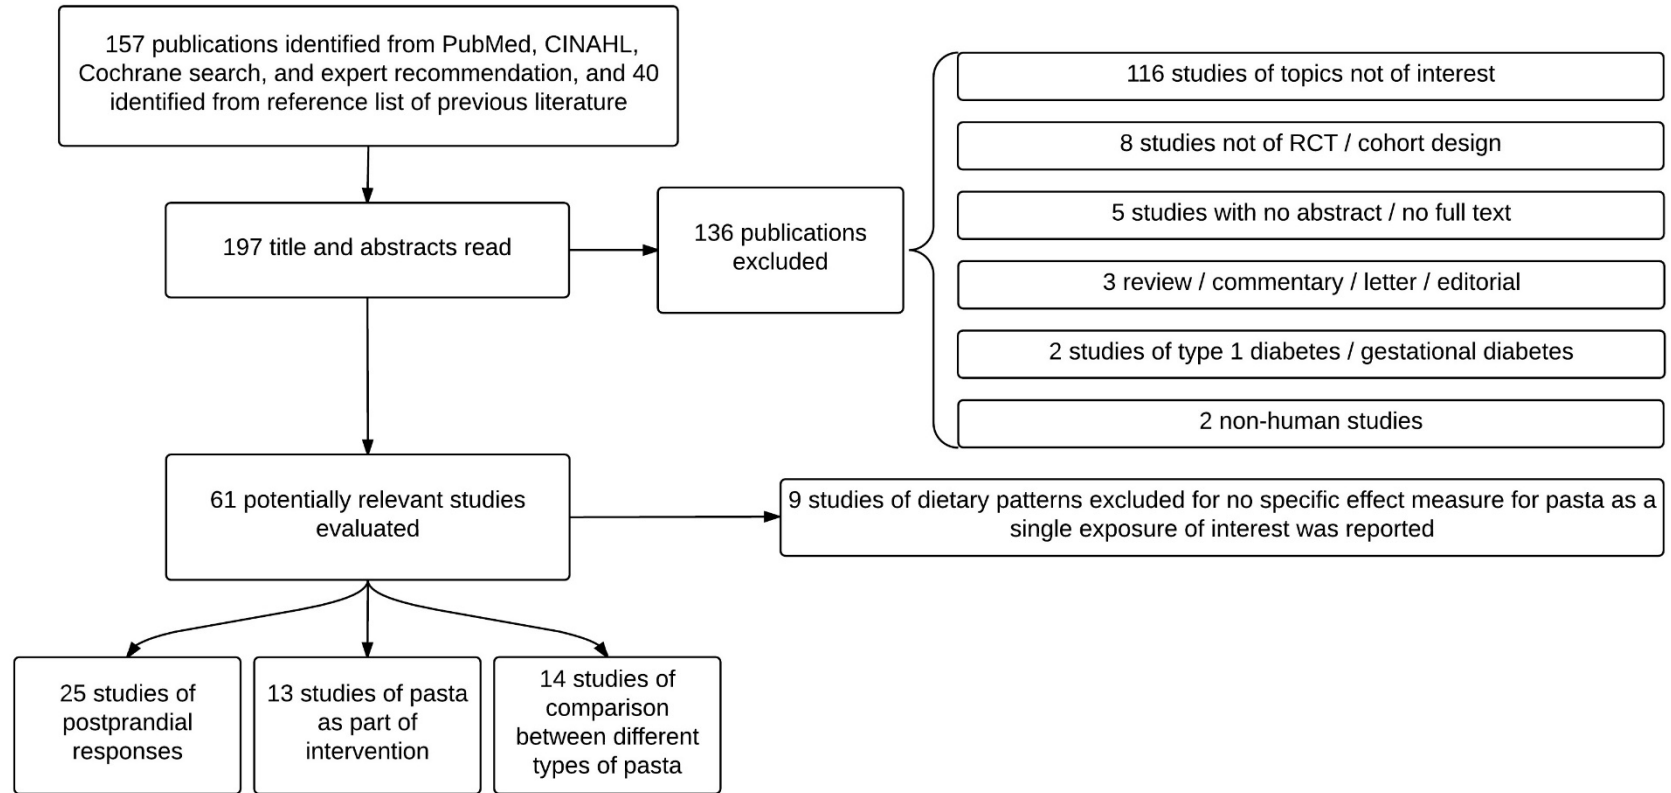 157 publications identified from PubMed, CINAHL,
Cochrane search, and expert recommendation, and 40
identified from reference list of previous literature
197 title and abstracts read
136 publications
excluded
116 studies of topics not of interest
8 studies not of RCT / cohort design
5 studies with no abstract / no full text
3 review / commentary / letter / editorial
2 studies of type 1 diabetes / gestational diabetes
2 non-human studies
61 potentially relevant studies
evaluated
9 studies of dietary patterns excluded for no specific effect measure for pasta as a
single exposure of interest was reported
25 studies of
postprandial
responses
13 studies of pasta
as part of
intervention
14 studies of
comparison
between different
types of pasta